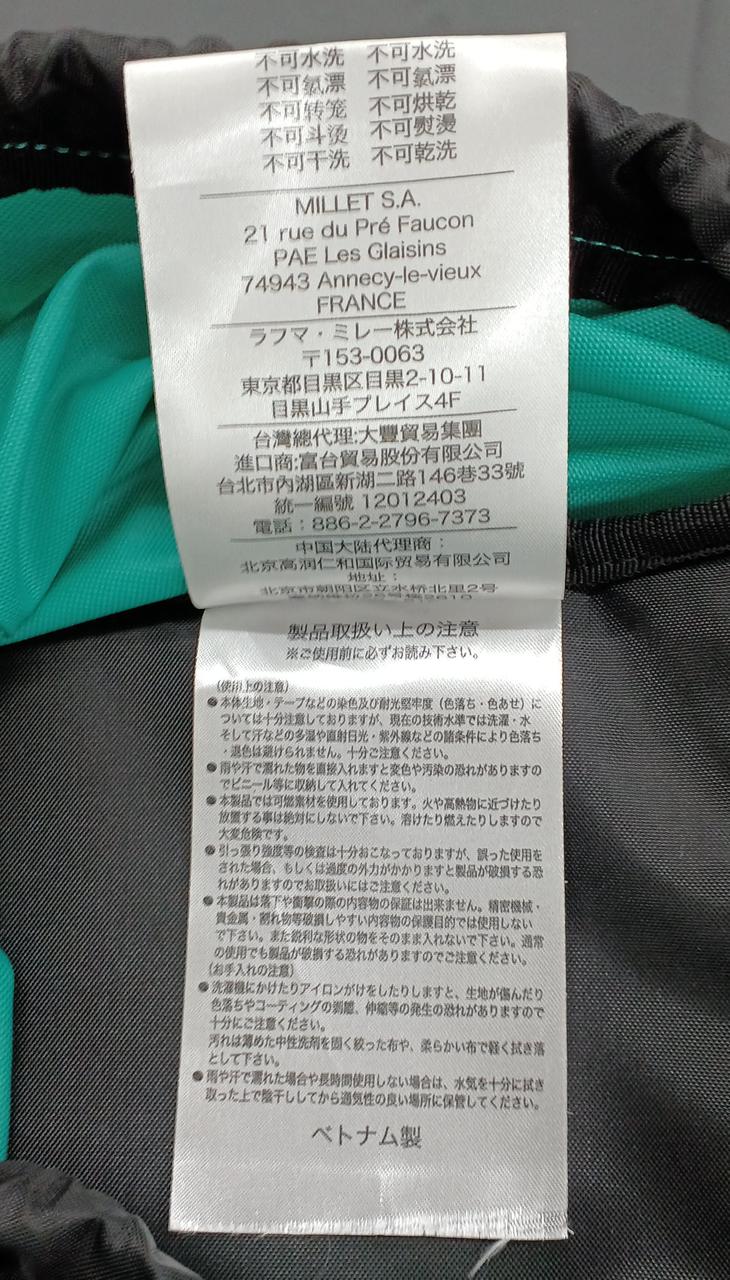 不可水洗 不可水洗
不可氯漂 不可氯漂
不可转笼 不可烘乾
不可斗烫 不可熨燙
不可干洗 不可乾洗
MILLET S.A.
21 rue du Pré Faucon
PAE Les Glaisins
74943 Annecy-le-vieux
FRANCE
ラフマ・ミレー株式会社
〒153-0063
東京都目黒区目黒2-10-11
目黒山手プレイス4F
台灣總代理:大豐貿易集團
進口商:富台貿易股份有限公司
台北市內湖區新湖二路146巷33號
統一編號 12012403
電話：886-2-2796-7373
中国大陆代理商：
北京高润仁和国际贸易有限公司
地址：
北京市朝阳区立水桥北里2号
製品取扱い上の注意
※ご使用前に必ずお読み下さい。
(使用上の注意)
●本体生地・テープなどの染色及び耐光堅牢度（色落ち・色あせ）に
ついては十分注意しておりますが、現在の技術水準では洗濯・水
そして汗などの多湿や直射日光・紫外線などの諸条件により色落ち
・退色は避けられません。十分ご注意ください。
●雨や汗で濡れた物を直接入れますと変色や汚染の恐れがありますの
でビニール等に収納して入れてください。
●本製品では可燃素材を使用しております。火や高熱物に近づけたり
放置する事は絶対にしないで下さい。溶けたり燃えたりしますので
大変危険です。
●引っ張り強度等の検査は十分おこなっておりますが、誤った使用を
された場合、もしくは過度の外力がかかりますと製品が破損する恐
れがありますのでお取扱いにはご注意ください。
●本製品は落下や衝撃の際の内容物の保証は出来ません。精密機械・
貴金属・割れ物等破損しやすい内容物の保護目的では使用しない
で下さい。また鋭利な形状の物をそのまま入れないで下さい。通常
の使用でも製品が破損する恐れがありますのでご注意ください。
(お手入れの注意)
●洗濯機にかけたりアイロンがけをしたりしますと、生地が傷んだり
色落ちやコーティングの剥離、伸縮等の発生の恐れがありますので
十分にご注意ください。
汚れは薄めた中性洗剤を固く絞った布や、柔らかい布で軽く拭き落
として下さい。
●雨や汗で濡れた場合や長時間使用しない場合は、水気を十分に拭き
取った上で陰干ししてから通気性の良い場所に保管してください。
ベトナム製